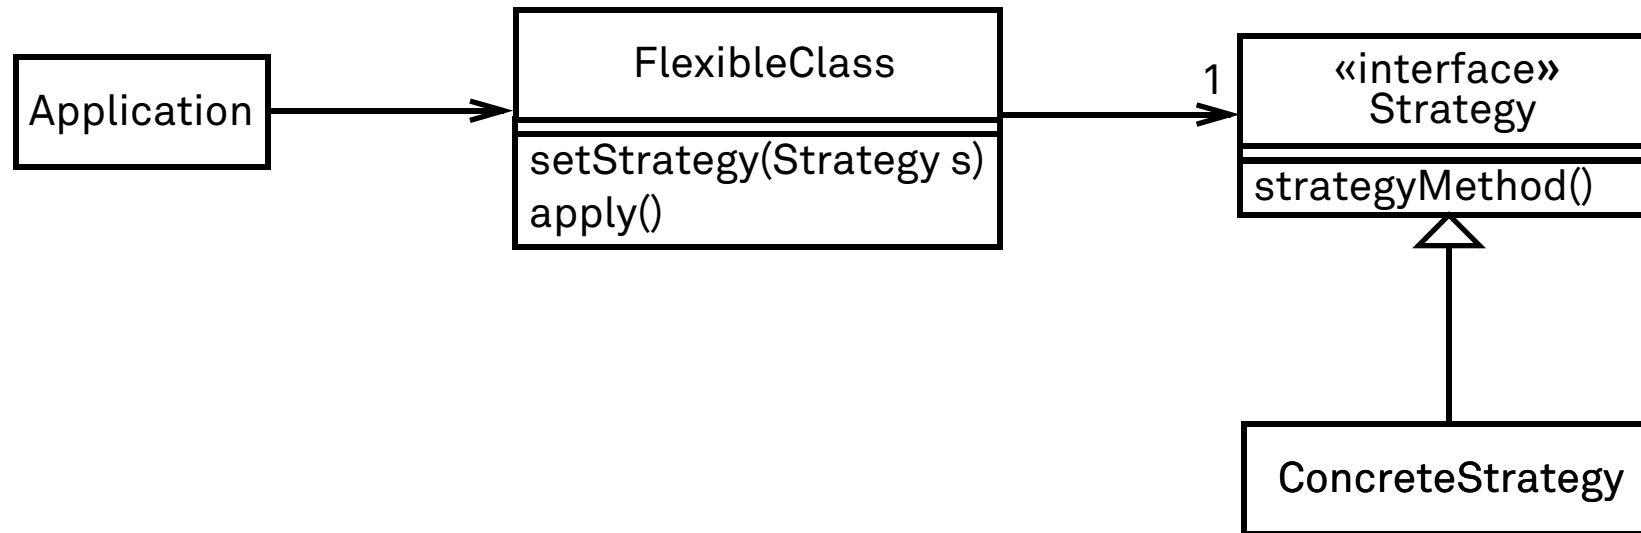 Application
FlexibleClass
setStrategy(Strategy s)
apply()
1
«interface»
Strategy
strategyMethod()
ConcreteStrategy